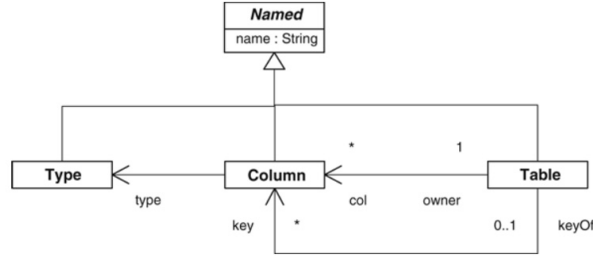 Named
name : String
* 1
Type Column Table
type col owner
key * 0..1 keyOf